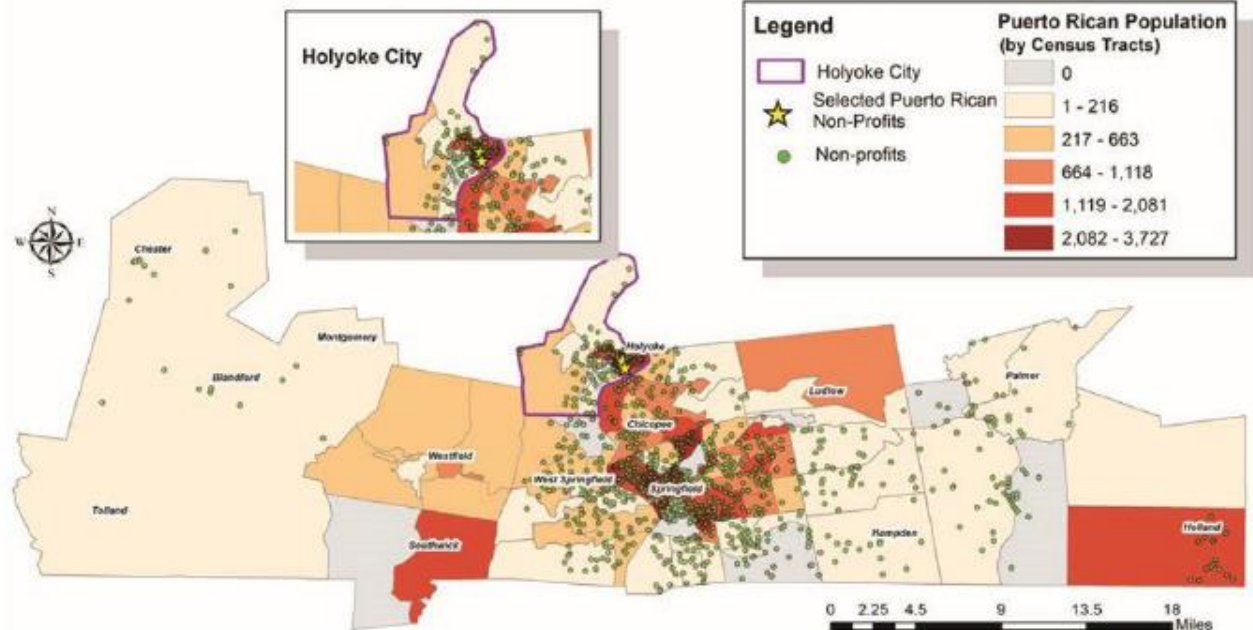 Holyoke City
Legend
Holyoke City
Selected Puerto Rican
Non-Profits
Non-profits
Puerto Rican Population
(by Census Tracts)
0
1 - 216
217 - 663
664 - 1,118
1,119 - 2,081
2,082 - 3,727
N
W
E
S
Chester
Montgomery
Blandford
Tolland
Holyoke
Palmer
Ludlow
Chicopee
Westfield
West Springfield
Springfield
Southwick
Hampden
Holland
0 2.25 4.5 9 13.5 18
Miles